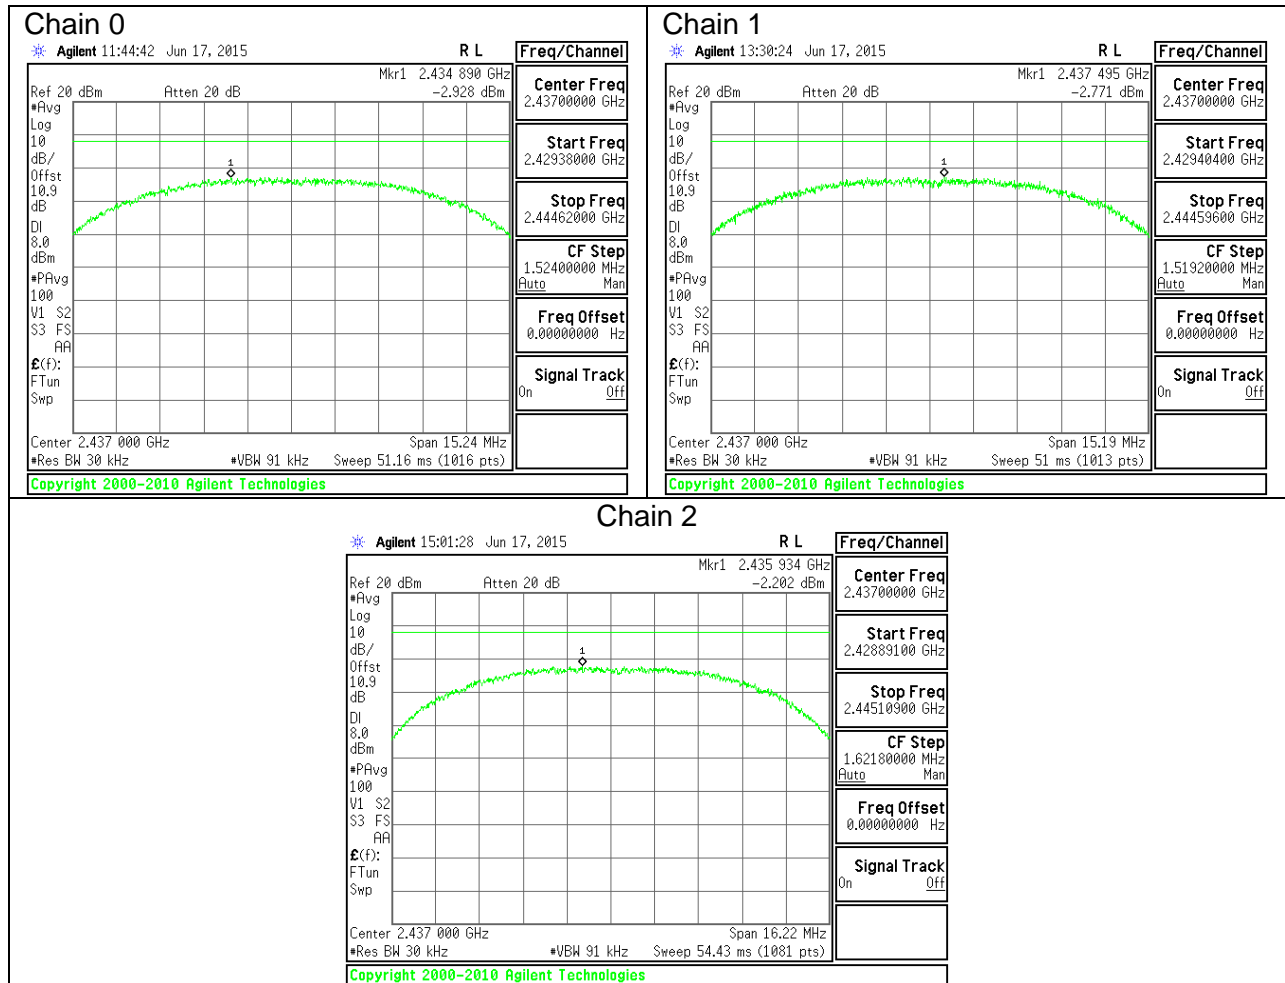 Chain 0
Agilent 11:44:42 Jun 17, 2015 R L Freq/Channel
Mkr1 2.434 890 GHz
Ref 20 dBm Atten 20 dB -2.928 dBm
#Avg
Log
10
dB/
Offst
10.9
dB
DI
8.0
dBm
#PAvg
100
V1 S2
S3 FS
AA
£(f):
FTun
Swp
1
Center 2.437 000 GHz Span 15.24 MHz
#Res BW 30 kHz #VBW 91 kHz Sweep 51.16 ms (1016 pts)
Copyright 2000-2010 Agilent Technologies
Center Freq
2.43700000 GHz
Start Freq
2.42938000 GHz
Stop Freq
2.44462000 GHz
CF Step
1.52400000 MHz
Auto Man
Freq Offset
0.00000000 Hz
Signal Track
On Off
Chain 1
Agilent 13:30:24 Jun 17, 2015 R L Freq/Channel
Mkr1 2.437 495 GHz
Ref 20 dBm Atten 20 dB -2.771 dBm
#Avg
Log
10
dB/
Offst
10.9
dB
DI
8.0
dBm
#PAvg
100
V1 S2
S3 FS
AA
£(f):
FTun
Swp
1
Center 2.437 000 GHz Span 15.19 MHz
#Res BW 30 kHz #VBW 91 kHz Sweep 51 ms (1013 pts)
Copyright 2000-2010 Agilent Technologies
Center Freq
2.43700000 GHz
Start Freq
2.42940400 GHz
Stop Freq
2.44459600 GHz
CF Step
1.51920000 MHz
Auto Man
Freq Offset
0.00000000 Hz
Signal Track
On Off
Chain 2
Agilent 15:01:28 Jun 17, 2015 R L Freq/Channel
Mkr1 2.435 934 GHz
Ref 20 dBm Atten 20 dB -2.202 dBm
#Avg
Log
10
dB/
Offst
10.9
dB
DI
8.0
dBm
#PAvg
100
V1 S2
S3 FS
AA
£(f):
FTun
Swp
1
Center 2.437 000 GHz Span 16.22 MHz
#Res BW 30 kHz #VBW 91 kHz Sweep 54.43 ms (1081 pts)
Copyright 2000-2010 Agilent Technologies
Center Freq
2.43700000 GHz
Start Freq
2.42889100 GHz
Stop Freq
2.44510900 GHz
CF Step
1.62180000 MHz
Auto Man
Freq Offset
0.00000000 Hz
Signal Track
On Off